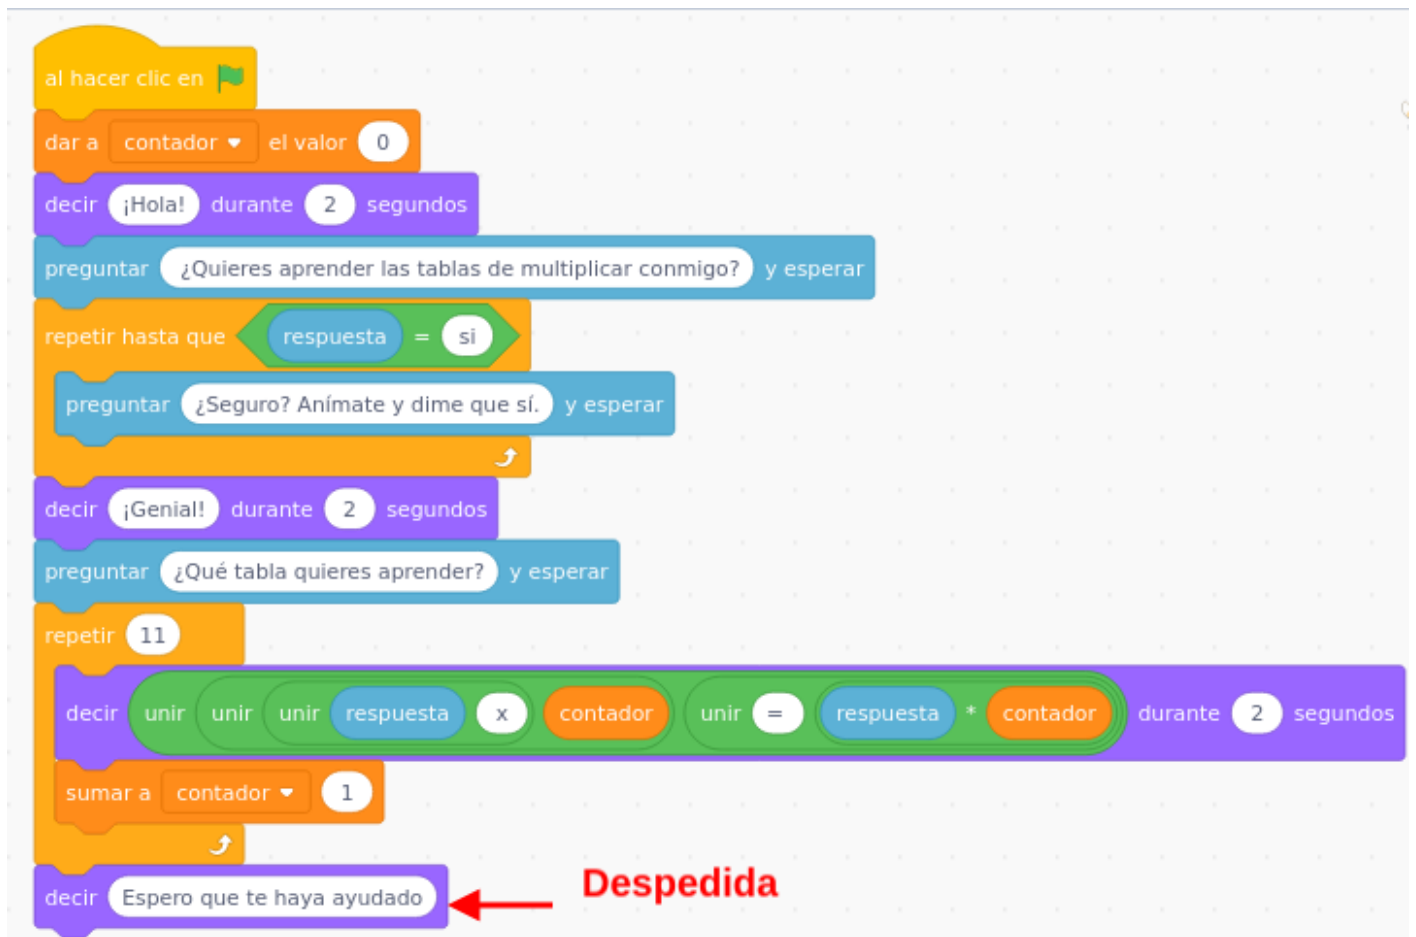 al hacer clic en
dar a contador el valor 0
decir ¡Hola! durante 2 segundos
preguntar ¿Quieres aprender las tablas de multiplicar conmigo? y esperar
repetir hasta que respuesta = si
preguntar ¿Seguro? Anímate y dime que sí. y esperar
decir ¡Genial! durante 2 segundos
preguntar ¿Qué tabla quieres aprender? y esperar
repetir 11
decir unir unir unir respuesta x contador unir = respuesta * contador durante 2 segundos
sumar a contador 1
decir Espero que te haya ayudado Despedida